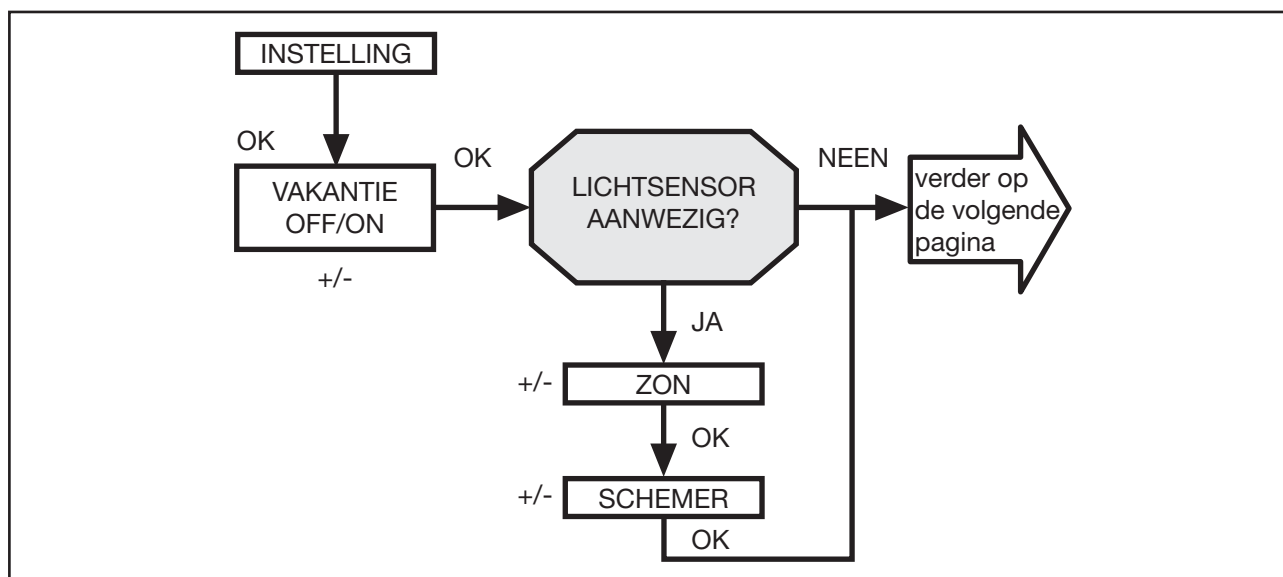 INSTELLING
OK
VAKANTIE
OFF/ON
+/-
OK
LICHTSENSOR
AANWEZIG?
NEEN
verder op
de volgende
pagina
JA
+/-
ZON
OK
+/-
SCHEMER
OK